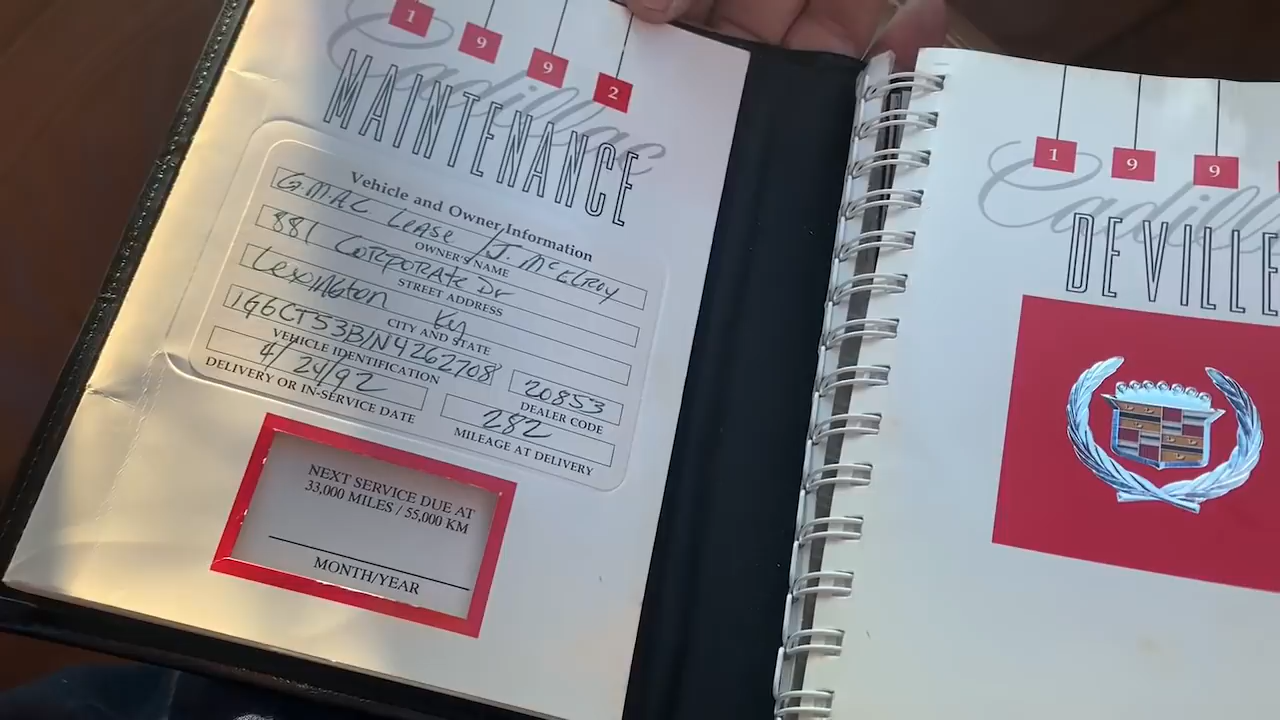 1 9 9 2
Cadillac
MAINTENANCE
Vehicle and Owner Information
G.M.A.C Lease / J. McElroy
OWNER'S NAME
881 Corporate Dr
STREET ADDRESS
Lexington Ky
CITY AND STATE
1G6CT53B1N4262708
VEHICLE IDENTIFICATION
20853
DEALER CODE
4/24/92
DELIVERY OR IN-SERVICE DATE
282
MILEAGE AT DELIVERY
NEXT SERVICE DUE AT
33,000 MILES / 55,000 KM
MONTH/YEAR
1 9 9
Cadill
DEVILLE